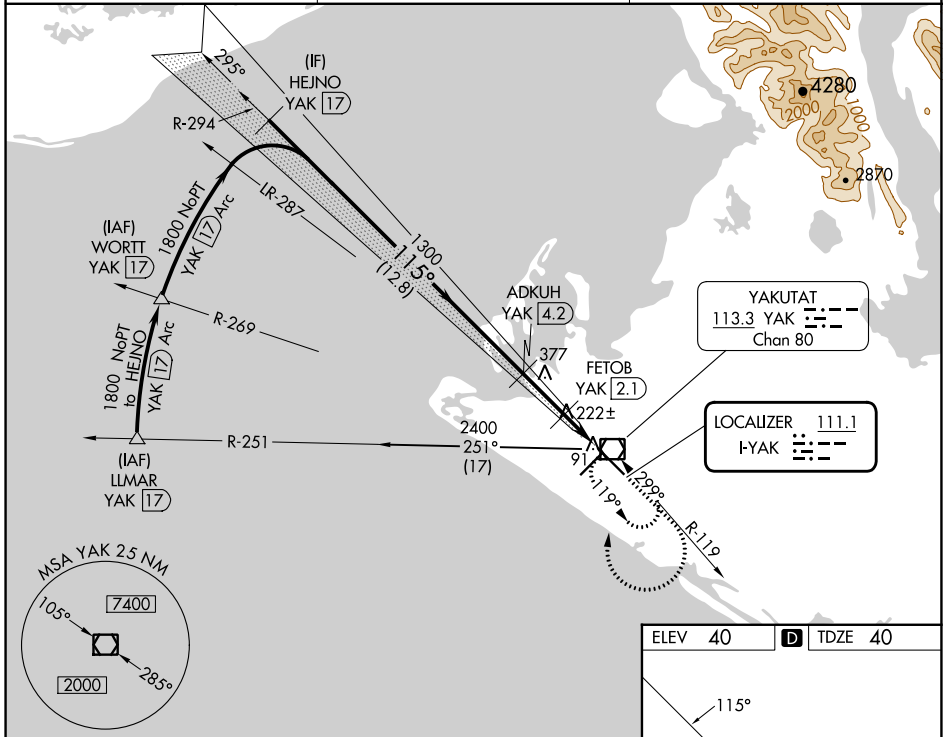 295°
(IF)
HEJNO
YAK 17
R-294
4280
2000
1000
2870
LR-287
1800 NoPT
YAK 17 Arc
(IAF)
WORTT
YAK 17
1300
115°
(12.8)
ADKUH
YAK 4.2
YAKUTAT
113.3 YAK
Chan 80
R-269
377
FETOB
YAK 2.1
1800 NoPT
to HEJNO
YAK 17 Arc
222±
LOCALIZER 111.1
I-YAK
R-251
2400
251°
(17)
91
(IAF)
LLMAR
YAK 17
119°
299°
R-119
MSA YAK 25 NM
105°
7400
285°
2000
ELEV 40 D TDZE 40
115°